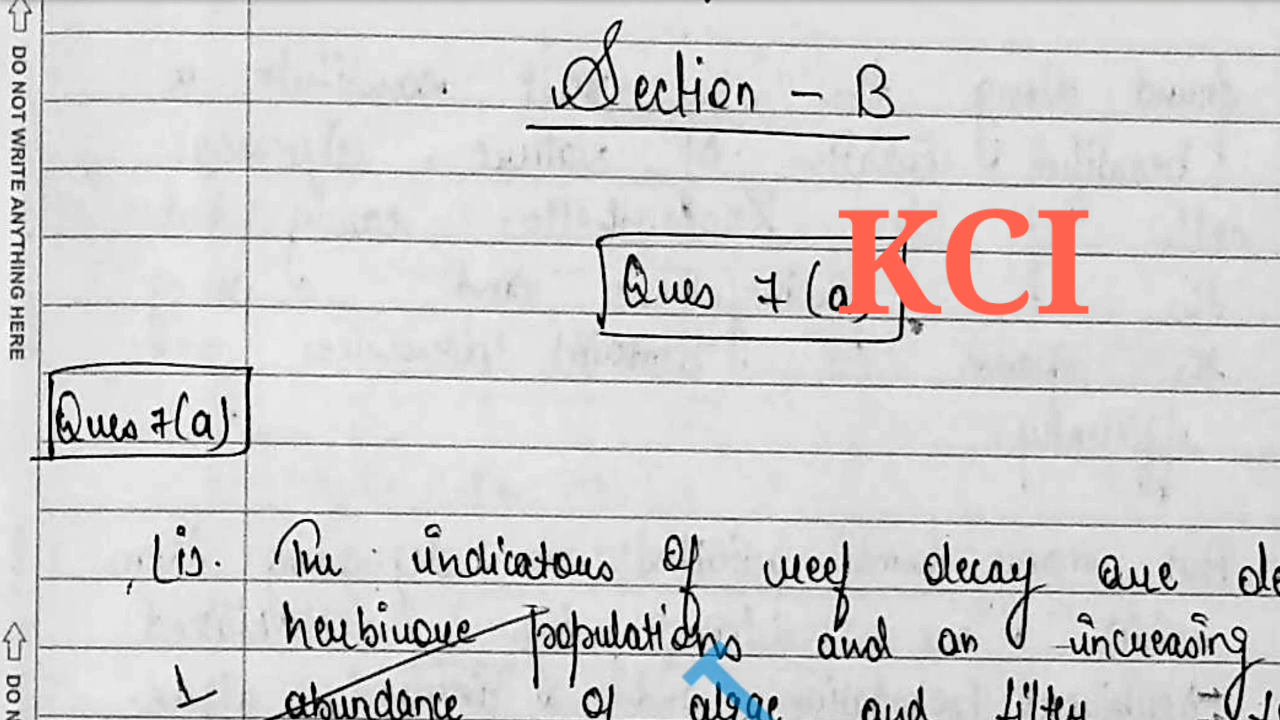 DO NOT WRITE ANYTHING HERE
Section - B
KCI
Ques 7 (a)
Ques 7(a)
(i). The indicators of reef decay are de
herbivore populations and an increasing
1 abundance of algae and filter - f
DO N